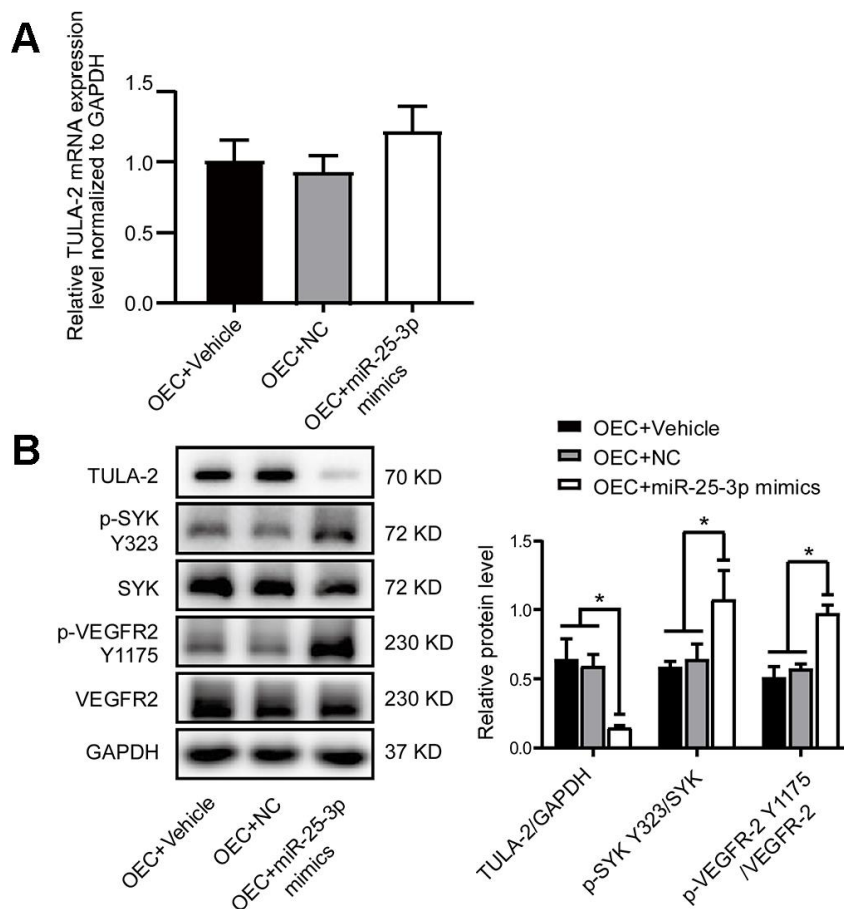 A
Relative TULA-2 mRNA expression
level normalized to GAPDH
1.5
1.0
0.5
0.0
OEC+Vehicle
OEC+NC
OEC+miR-25-3p
mimics
B
TULA-2
70 KD
p-SYK
Y323
72 KD
SYK
72 KD
p-VEGFR2
Y1175
230 KD
VEGFR2
230 KD
GAPDH
37 KD
OEC+Vehicle
OEC+NC
OEC+miR-25-3p
mimics
OEC+Vehicle
OEC+NC
OEC+miR-25-3p mimics
Relative protein level
1.5
1.0
0.5
0.0
*
*
*
TULA-2/GAPDH
p-SYK Y323/SYK
p-VEGFR-2 Y1175
/VEGFR-2